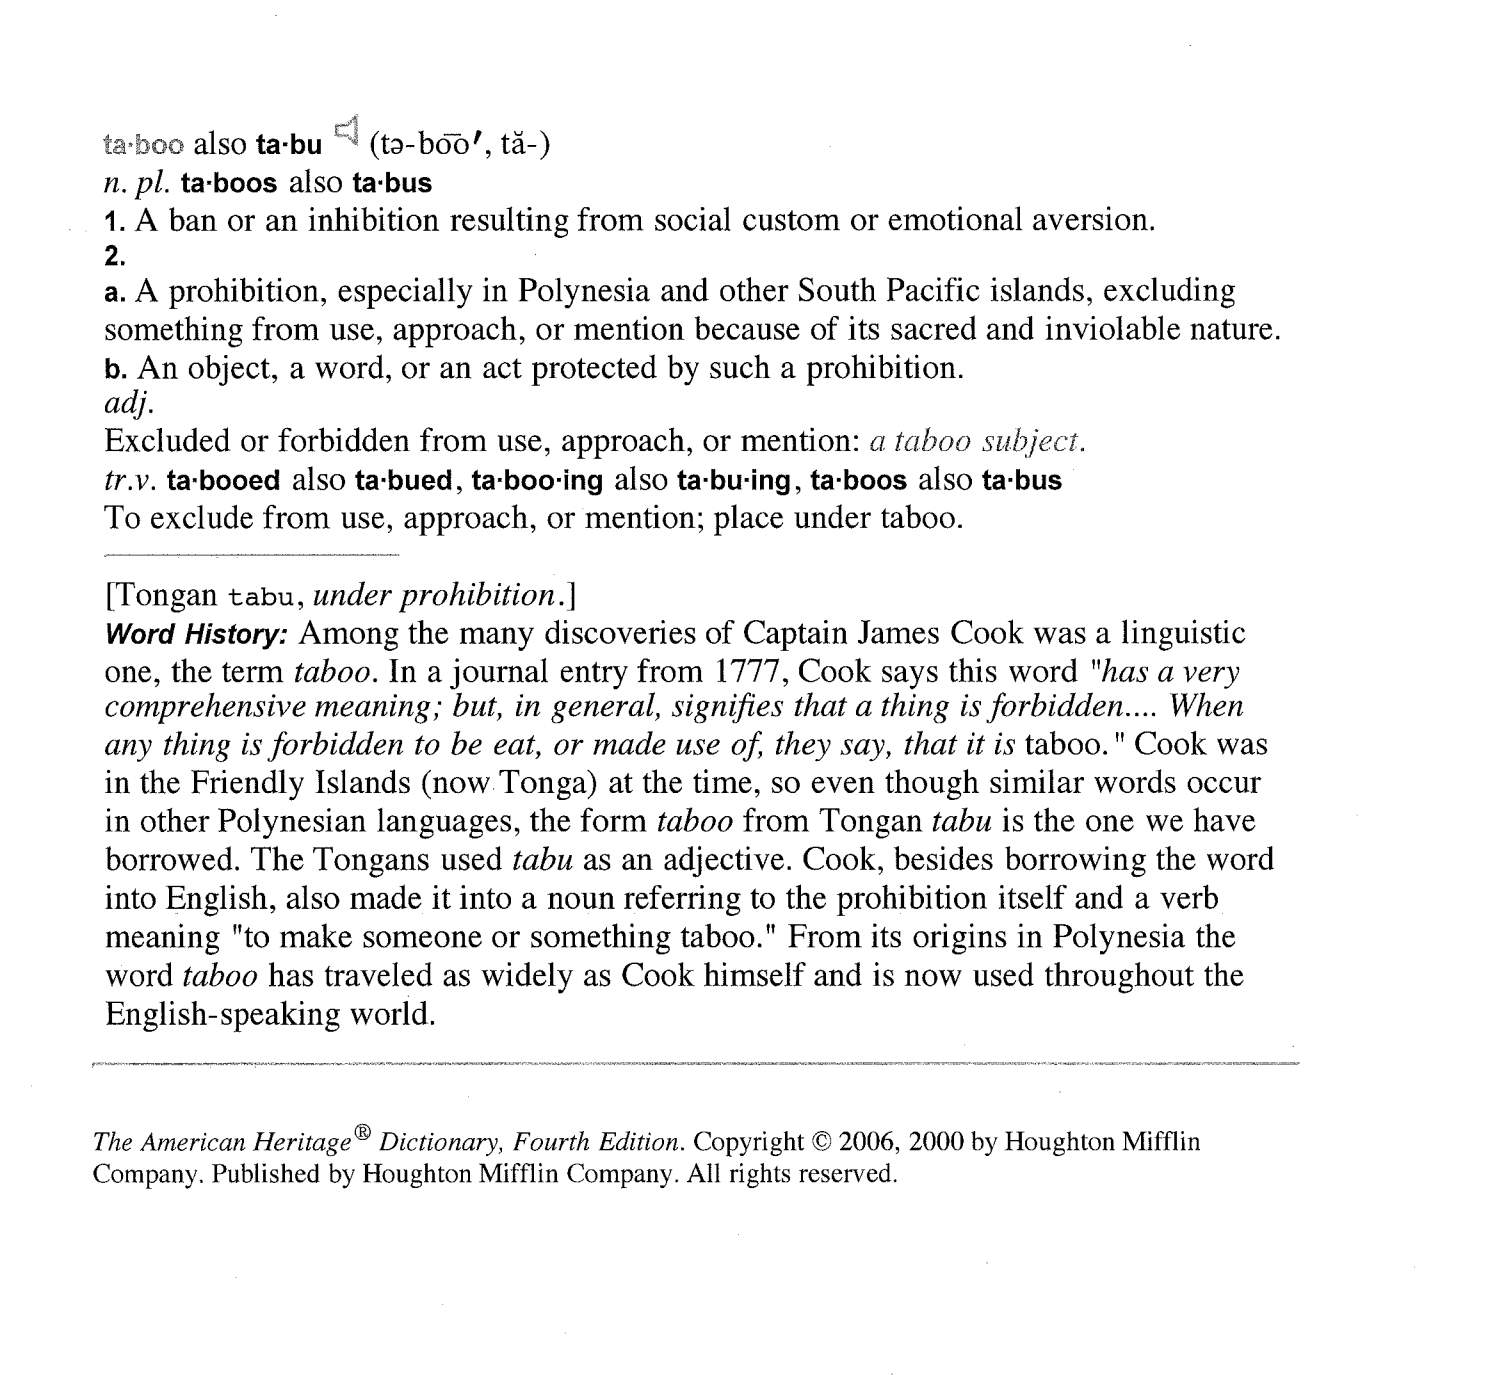 ta·boo also ta·bu (tə-bo͞oʹ, tă-)
n. pl. ta·boos also ta·bus
1. A ban or an inhibition resulting from social custom or emotional aversion.
2.
a. A prohibition, especially in Polynesia and other South Pacific islands, excluding
something from use, approach, or mention because of its sacred and inviolable nature.
b. An object, a word, or an act protected by such a prohibition.
adj.
Excluded or forbidden from use, approach, or mention: a taboo subject.
tr.v. ta·booed also ta·bued, ta·boo·ing also ta·bu·ing, ta·boos also ta·bus
To exclude from use, approach, or mention; place under taboo.
[Tongan tabu, under prohibition.]
Word History: Among the many discoveries of Captain James Cook was a linguistic
one, the term taboo. In a journal entry from 1777, Cook says this word "has a very
comprehensive meaning; but, in general, signifies that a thing is forbidden.... When
any thing is forbidden to be eat, or made use of, they say, that it is taboo." Cook was
in the Friendly Islands (now Tonga) at the time, so even though similar words occur
in other Polynesian languages, the form taboo from Tongan tabu is the one we have
borrowed. The Tongans used tabu as an adjective. Cook, besides borrowing the word
into English, also made it into a noun referring to the prohibition itself and a verb
meaning "to make someone or something taboo." From its origins in Polynesia the
word taboo has traveled as widely as Cook himself and is now used throughout the
English-speaking world.
The American Heritage® Dictionary, Fourth Edition. Copyright © 2006, 2000 by Houghton Mifflin
Company. Published by Houghton Mifflin Company. All rights reserved.